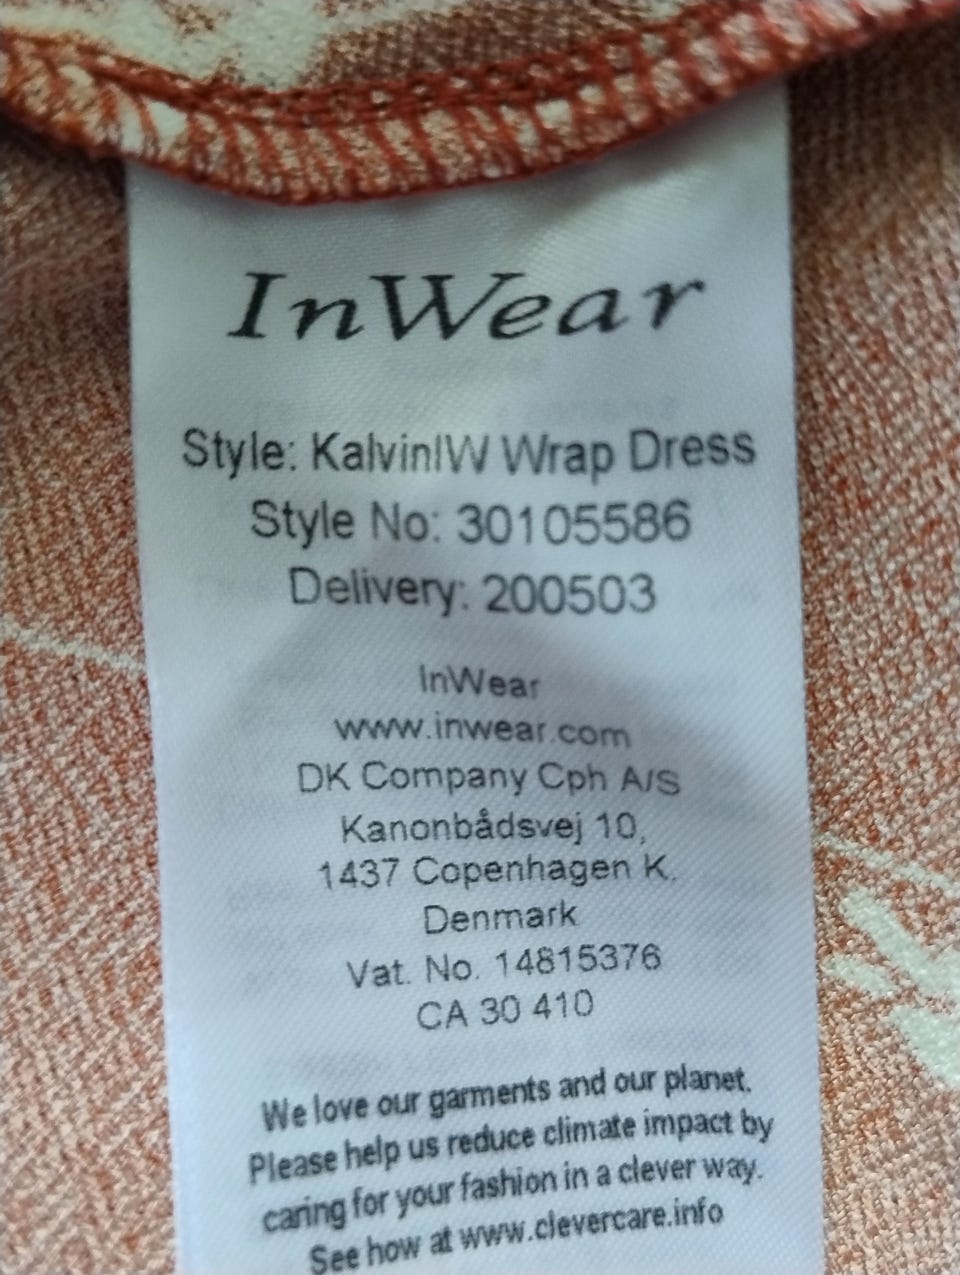 InWear
Style: KalvinIW Wrap Dress
Style No: 30105586
Delivery: 200503
InWear
www.inwear.com
DK Company Cph A/S
Kanonbådsvej 10,
1437 Copenhagen K.
Denmark
Vat. No. 14815376
CA 30 410
We love our garments and our planet.
Please help us reduce climate impact by
caring for your fashion in a clever way.
See how at www.clevercare.info